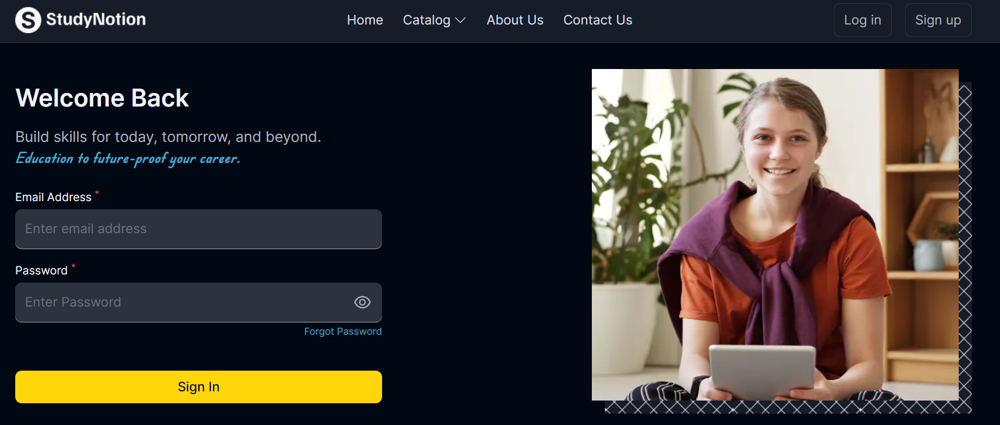 StudyNotion
Home Catalog About Us Contact Us
Log in Sign up
Welcome Back
Build skills for today, tomorrow, and beyond.
Education to future-proof your career.
Email Address *
Enter email address
Password *
Enter Password
Forgot Password
Sign In